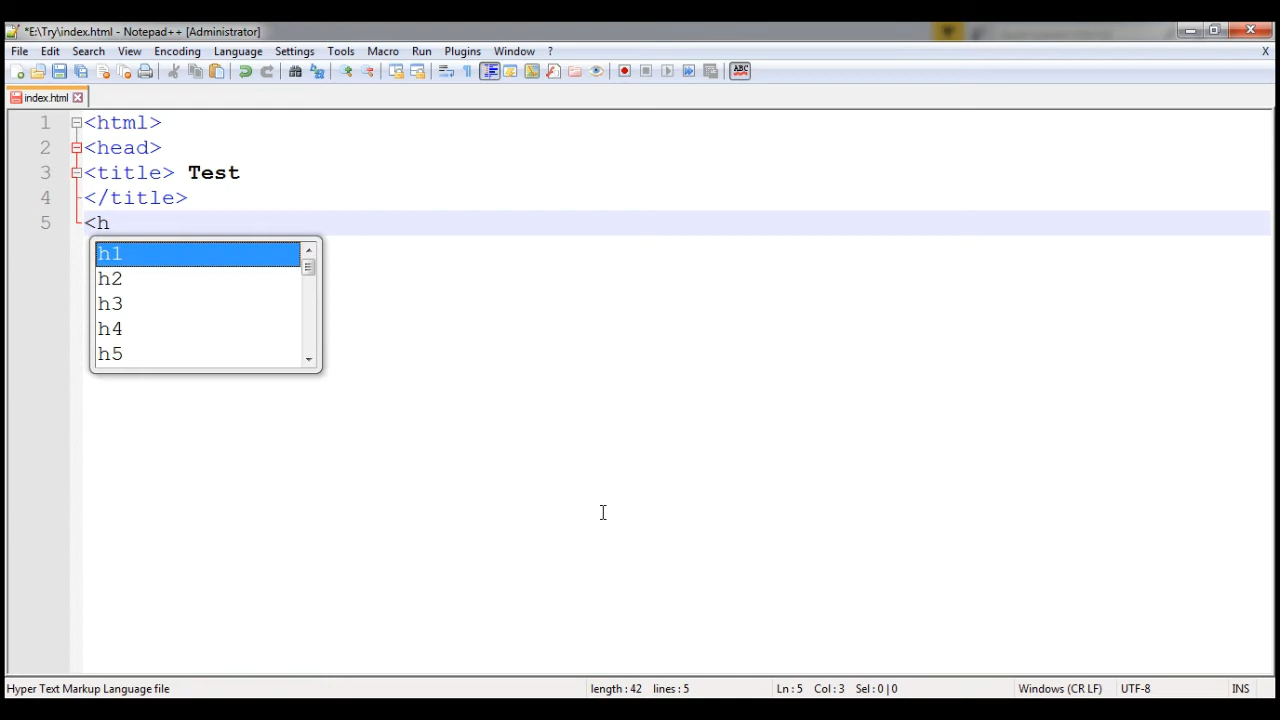 *E:\Try\index.html - Notepad++ [Administrator]
File Edit Search View Encoding Language Settings Tools Macro Run Plugins Window ? X
ABC
index.html
1 <html>
2 <head>
3 <title> Test
4 </title>
5 <h
h1
h2
h3
h4
h5
Hyper Text Markup Language file length : 42 lines : 5 Ln : 5 Col : 3 Sel : 0 | 0 Windows (CR LF) UTF-8 INS